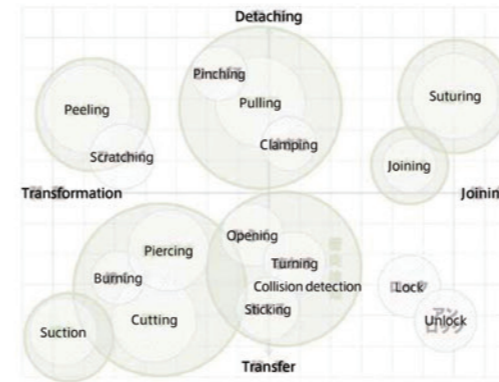 Detaching
Pinching
Peeling
Pulling
Suturing
Clamping
Scratching
Joining
Transformation
Joinin
Opening
Piercing
Turning
Burning
Collision detection
Lock
Sticking
Cutting
Unlock
Suction
Transfer